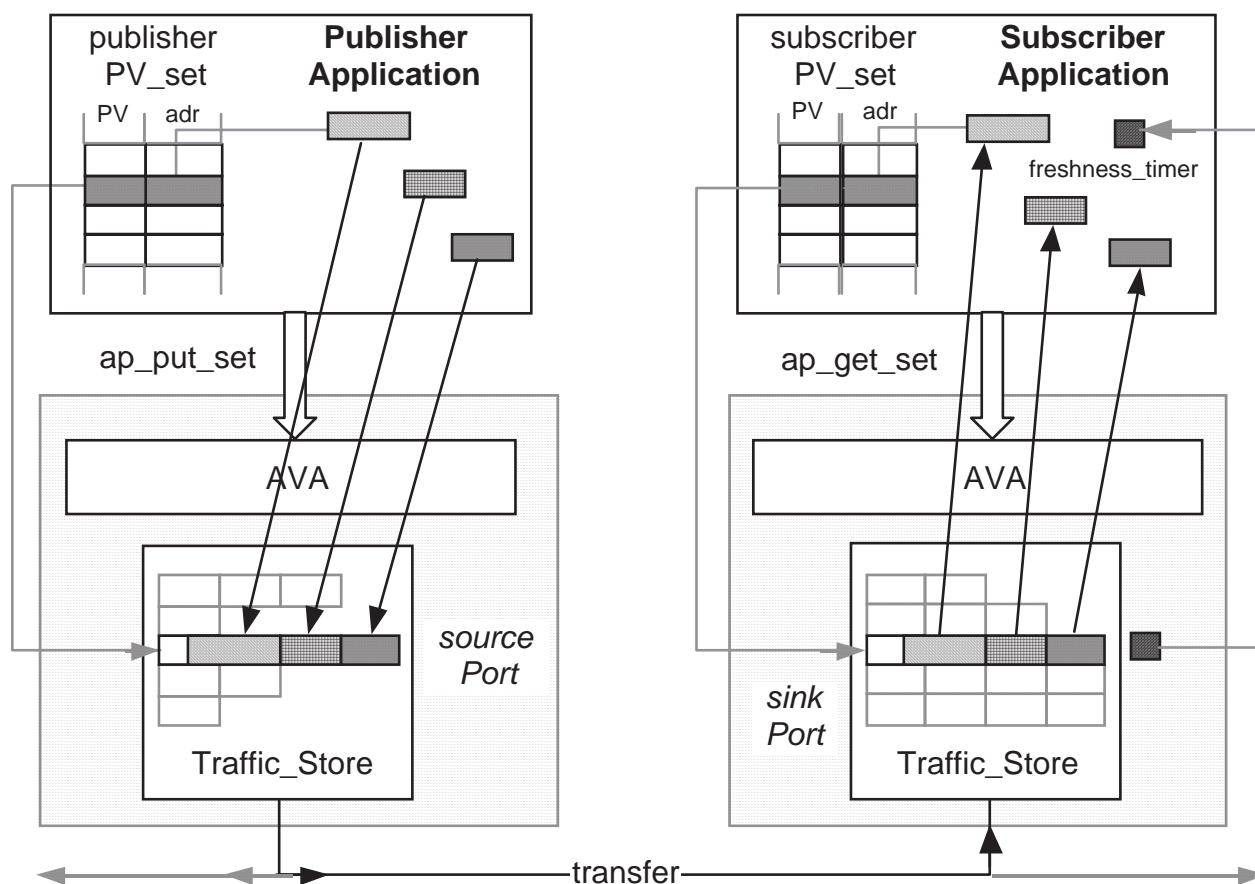 publisher
PV_set
Publisher
Application
PV adr
ap_put_set
AVA
source
Port
Traffic_Store
subscriber
PV_set
Subscriber
Application
PV adr
freshness_timer
ap_get_set
AVA
sink
Port
Traffic_Store
transfer